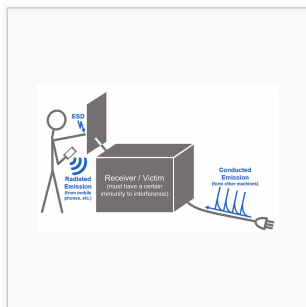 ESD
Radiated
Emission
(from mobile
phones, etc.)
Receiver / Victim
(must have a certain
immunity to interference)
Conducted
Emission
(form other machines)